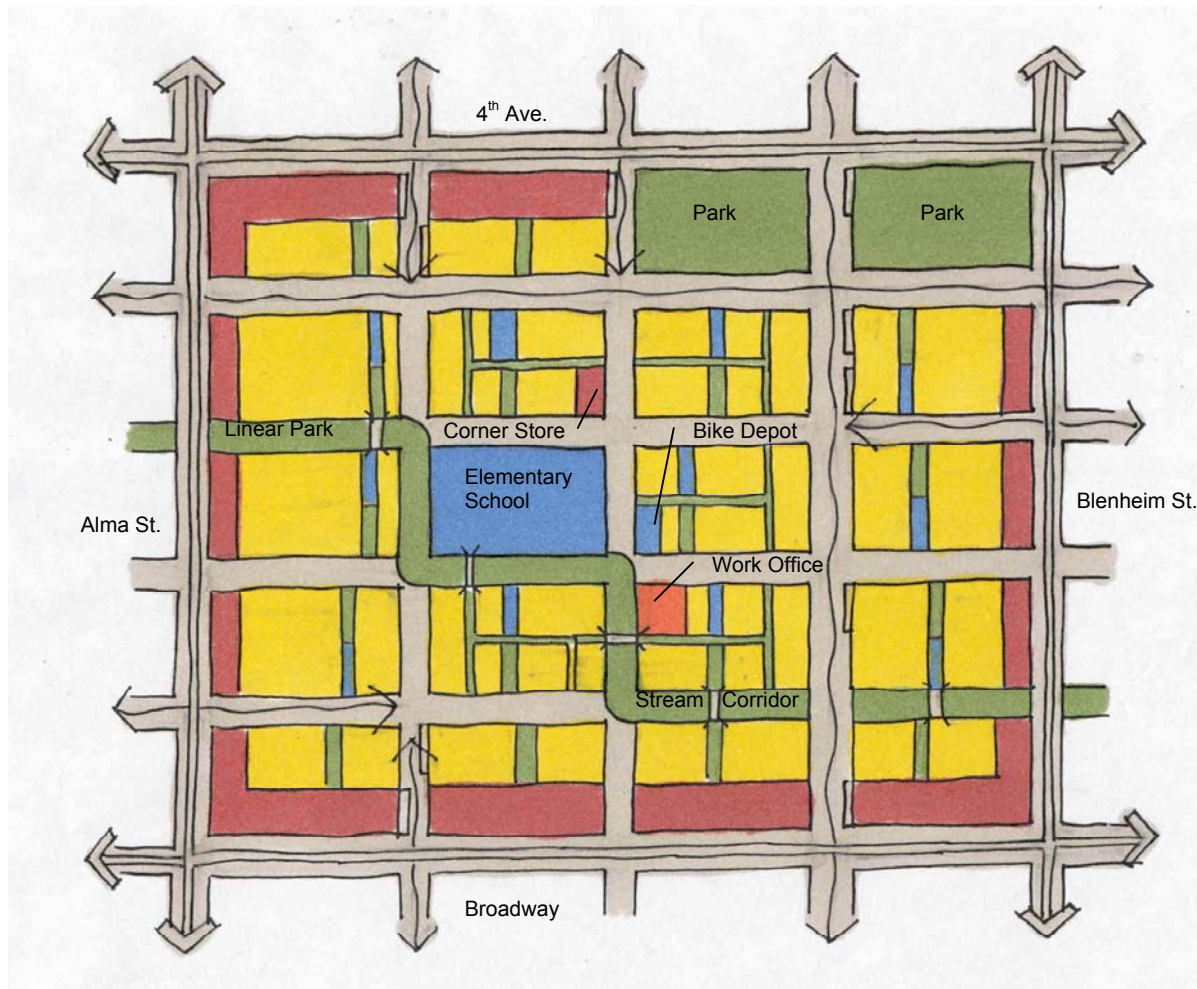 4th Ave.
Park
Park
Linear Park
Corner Store
Bike Depot
Elementary
School
Alma St.
Blenheim St.
Work Office
Stream Corridor
Broadway